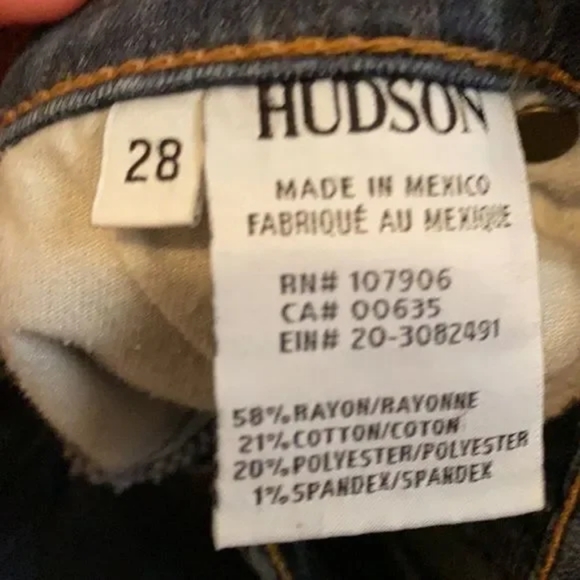 28
HUDSON
MADE IN MEXICO
FABRIQUÉ AU MEXIQUE
RN# 107906
CA# 00635
EIN# 20-3082491
58% RAYON/RAYONNE
21% COTTON/COTON
20% POLYESTER/POLYESTER
1% SPANDEX/SPANDEX